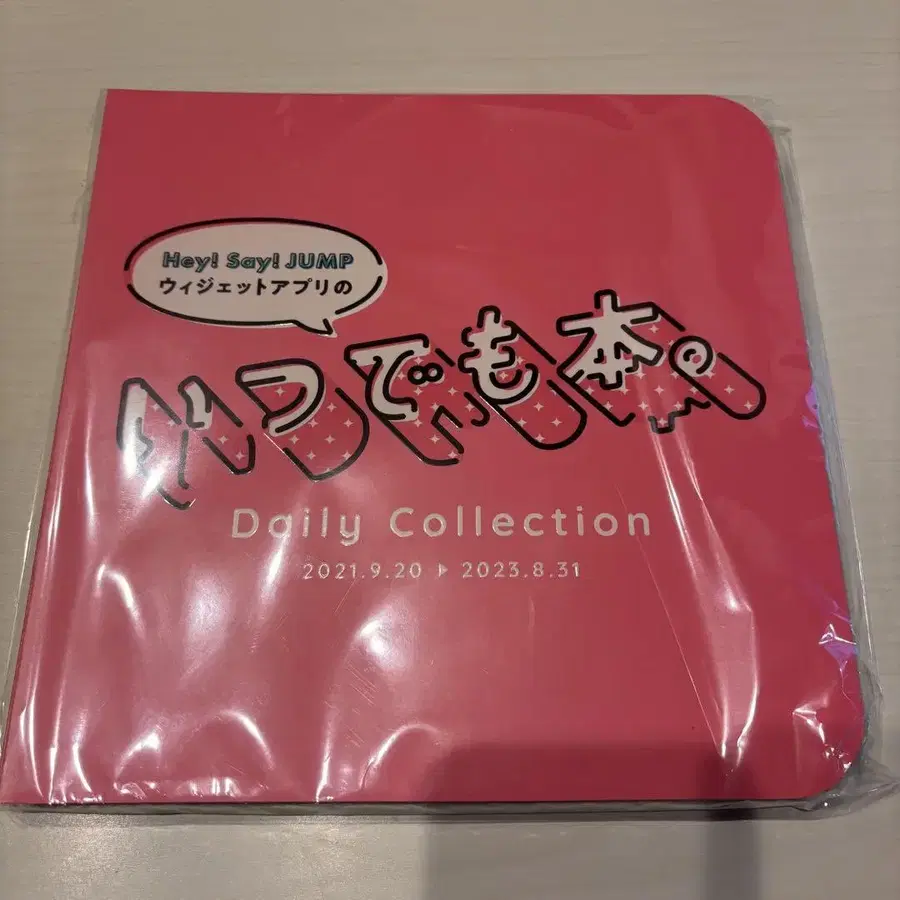 Hey! Say! JUMP
ウィジェットアプリの
いつでも本。
Daily Collection
2021.9.20 ▶ 2023.8.31